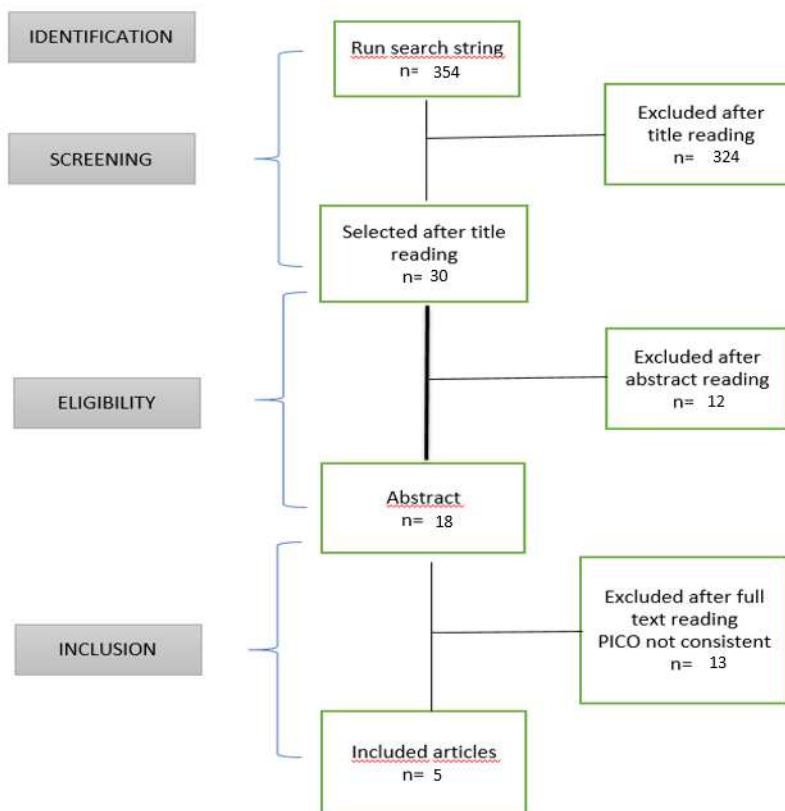 IDENTIFICATION
Run search string
n= 354
Excluded after
title reading
n= 324
SCREENING
Selected after title
reading
n= 30
Excluded after
abstract reading
n= 12
ELIGIBILITY
Abstract
n= 18
Excluded after full
text reading
PICO not consistent
n= 13
INCLUSION
Included articles
n= 5